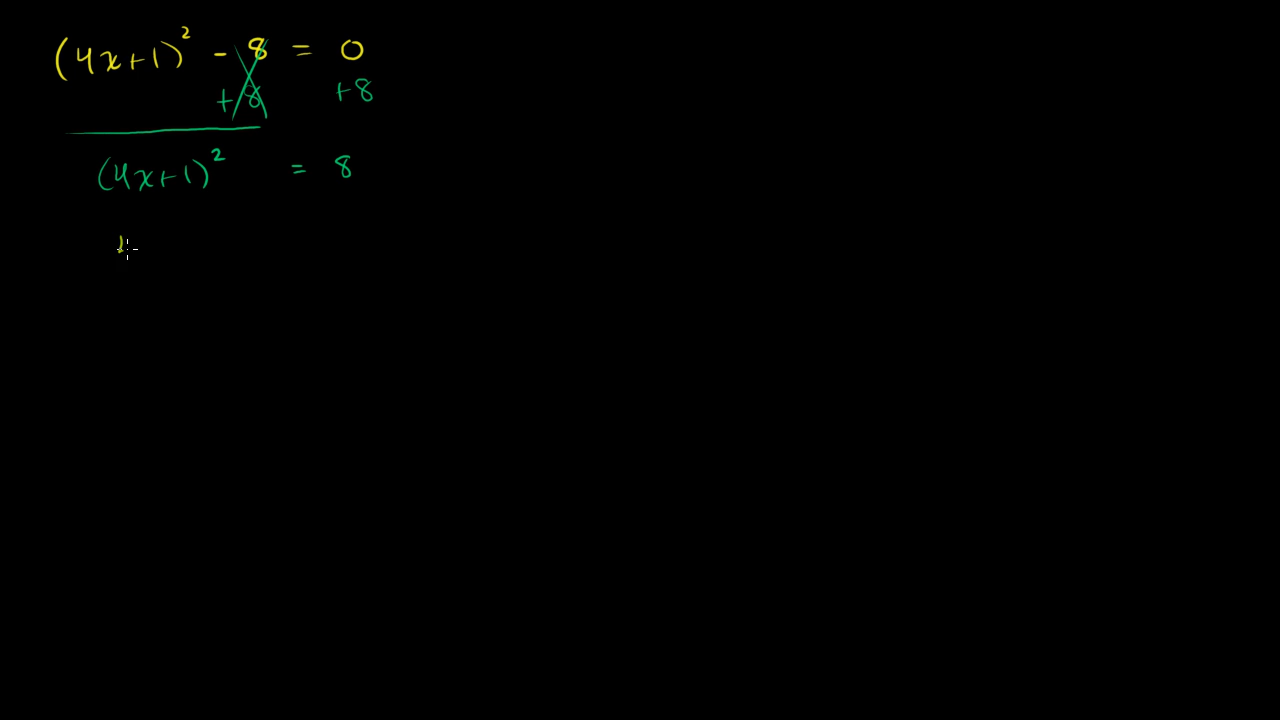 (4x+1)² - 8 = 0
+8 +8
(4x+1)² = 8